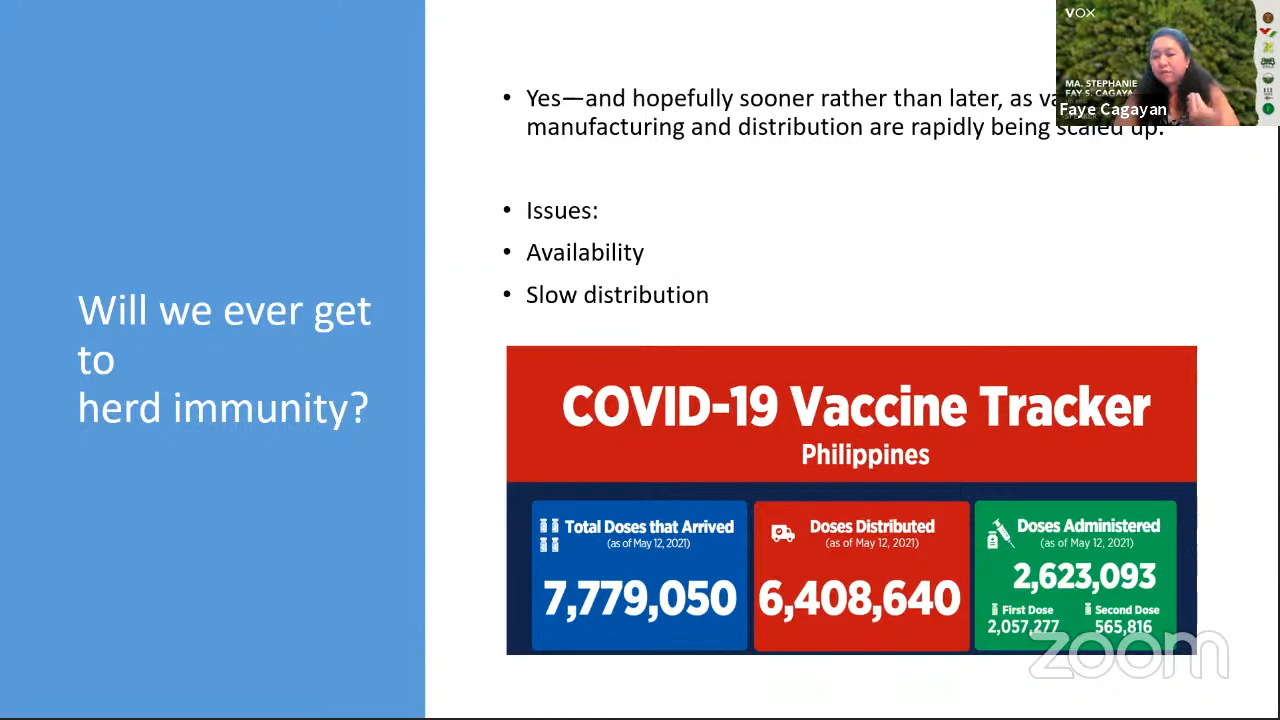 Will we ever get
to
herd immunity?
• Yes—and hopefully sooner rather than later, as
manufacturing and distribution are rapidly being scaled up.
• Issues:
• Availability
• Slow distribution
COVID-19 Vaccine Tracker
Philippines
Total Doses that Arrived
(as of May 12, 2021)
7,779,050
Doses Distributed
(as of May 12, 2021)
6,408,640
Doses Administered
(as of May 12, 2021)
2,623,093
First Dose
2,057,277
Second Dose
565,816
VOX
MA. STEPHANIE
FAY S. CAGAYAN
Faye Cagayan
zoom